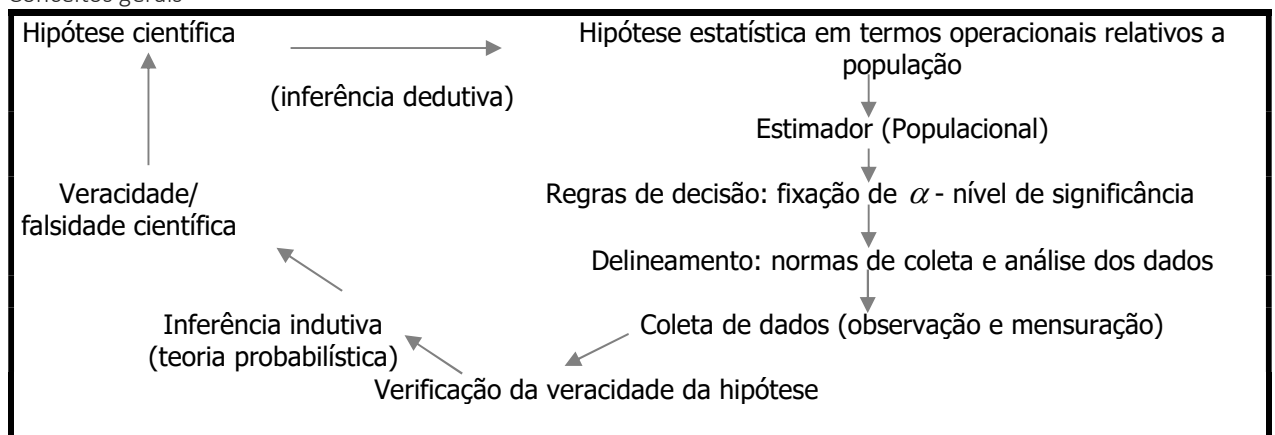 Conceitos gerais
Hipótese científica
(inferência dedutiva)
Hipótese estatística em termos operacionais relativos a
população
Estimador (Populacional)
Regras de decisão: fixação de α - nível de significância
Delineamento: normas de coleta e análise dos dados
Coleta de dados (observação e mensuração)
Verificação da veracidade da hipótese
Inferência indutiva
(teoria probabilística)
Veracidade/
falsidade científica